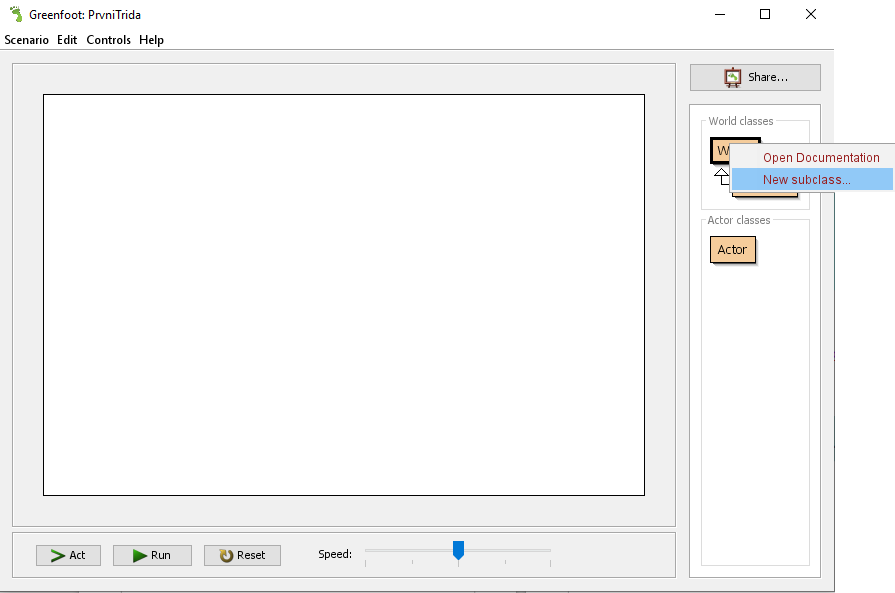 Greenfoot: PrvniTrida
Scenario Edit Controls Help
Share...
World classes
W
Open Documentation
New subclass...
Actor classes
Actor
Act
Run
Reset
Speed: